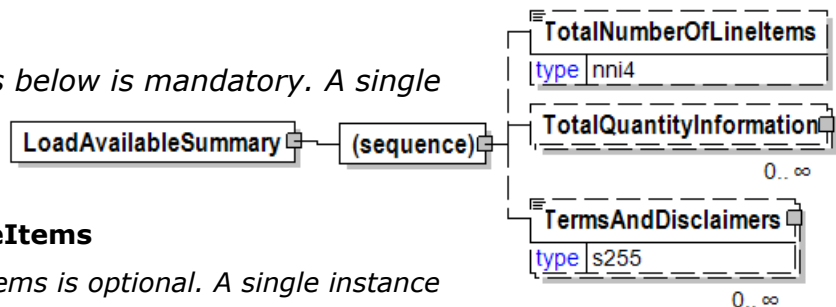 s below is mandatory. A single
eItems
ems is optional. A single instance
LoadAvailableSummary
(sequence)
TotalNumberOfLineItems
type nni4
TotalQuantityInformation
0.. ∞
TermsAndDisclaimers
type s255
0.. ∞